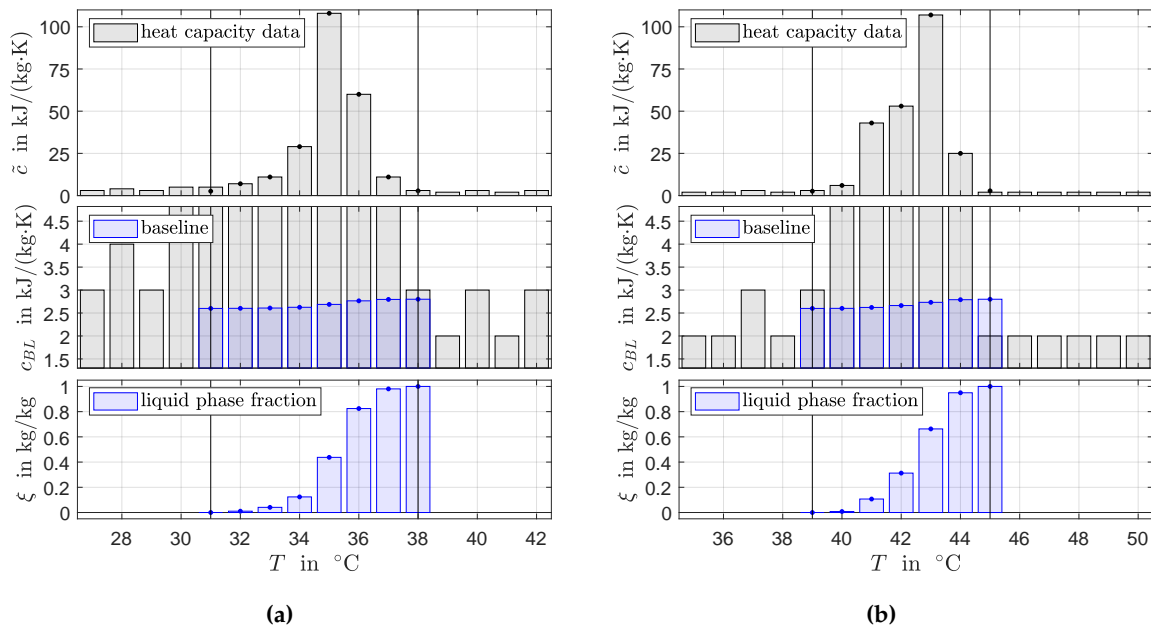 100
75
50
25
0
c̃ in kJ/(kg·K)
heat capacity data
4.5
4
3.5
3
2.5
2
1.5
c_BL in kJ/(kg·K)
baseline
1
0.8
0.6
0.4
0.2
0
ξ in kg/kg
liquid phase fraction
28 30 32 34 36 38 40 42
T in °C
(a)
100
75
50
25
0
c̃ in kJ/(kg·K)
heat capacity data
4.5
4
3.5
3
2.5
2
1.5
c_BL in kJ/(kg·K)
baseline
1
0.8
0.6
0.4
0.2
0
ξ in kg/kg
liquid phase fraction
36 38 40 42 44 46 48 50
T in °C
(b)